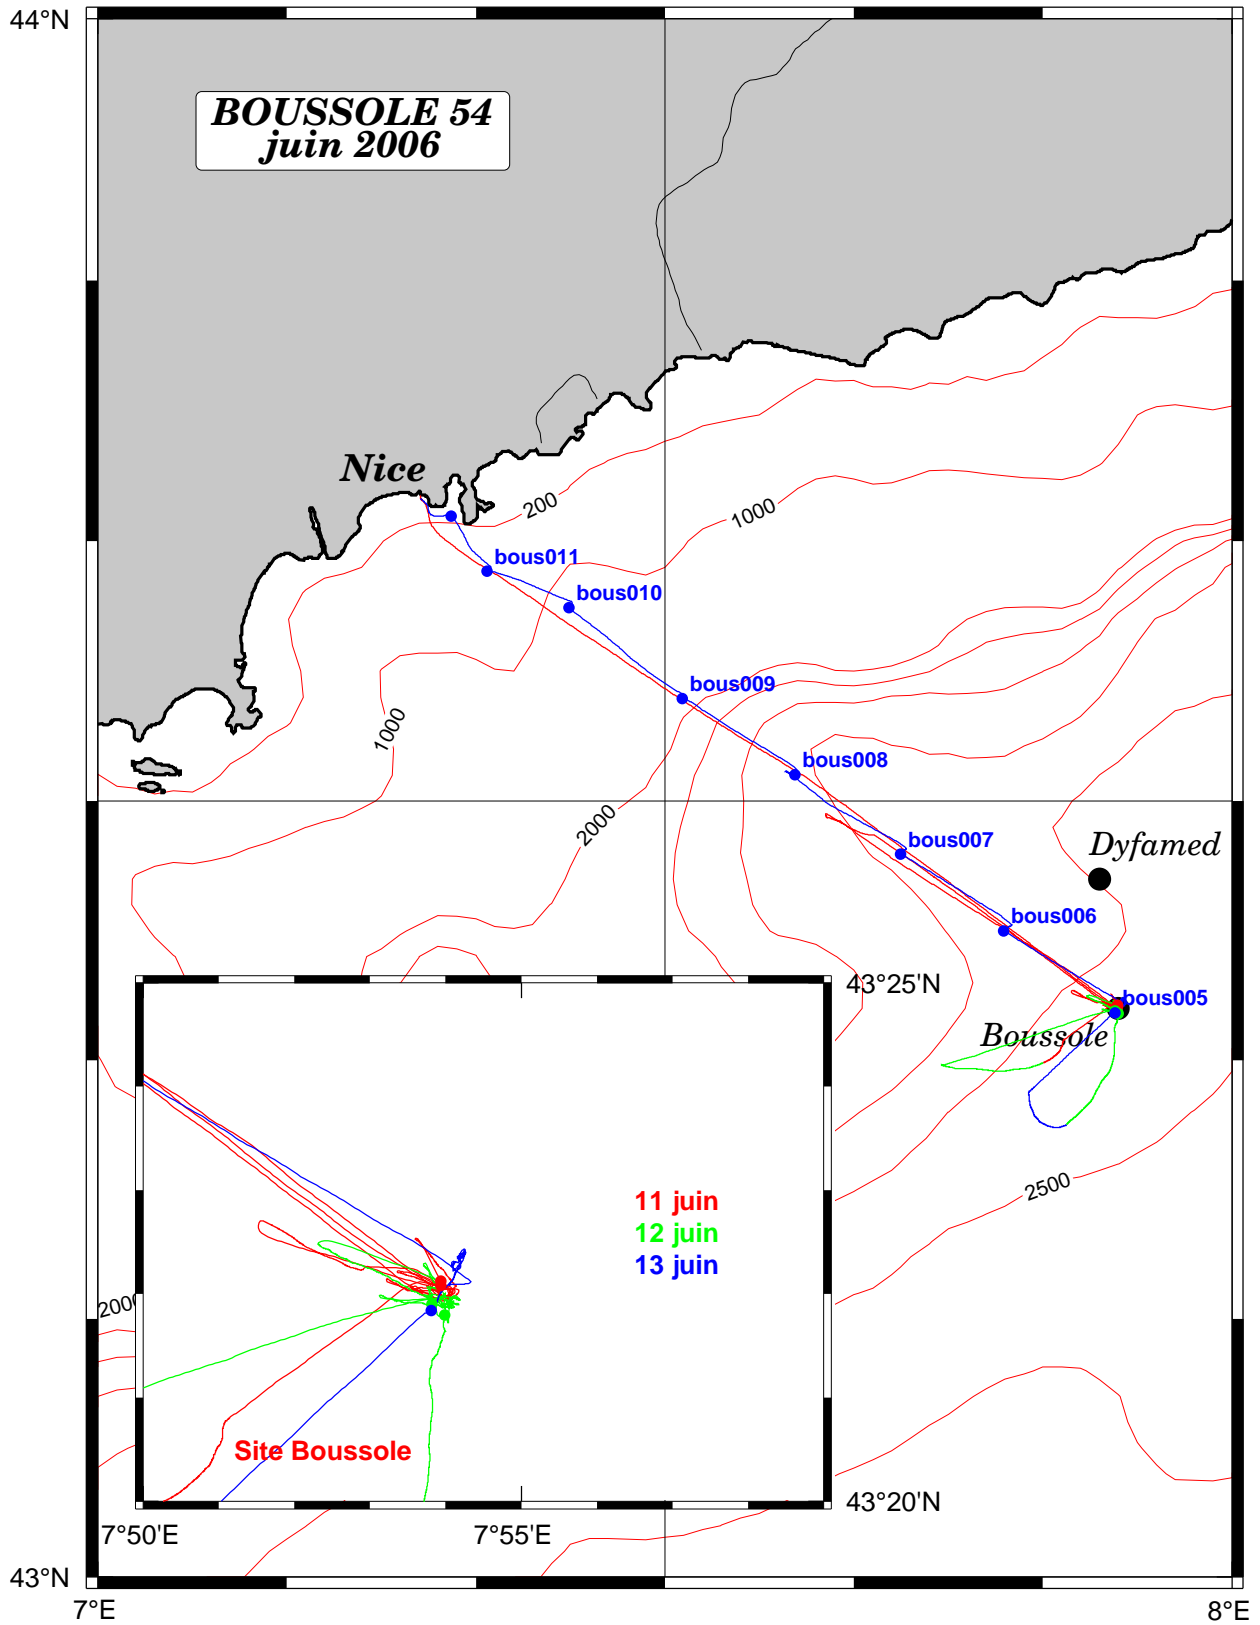 44°N
BOUSSOLE 54
juin 2006
Nice
200
1000
bous011
bous010
bous009
1000
bous008
2000
bous007
Dyfamed
bous006
43°25'N
bous005
Boussole
2500
11 juin
12 juin
13 juin
2000
Site Boussole
43°20'N
7°50'E
7°55'E
43°N
7°E
8°E